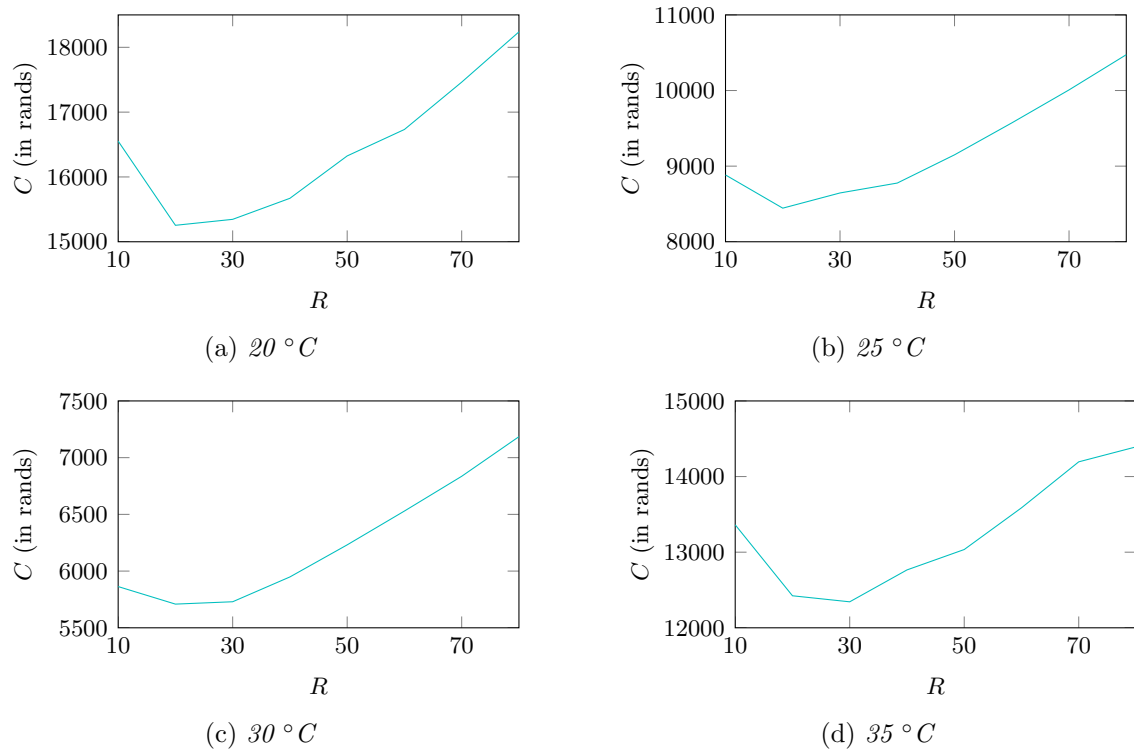 18000
17000
16000
15000
C (in rands)
10 30 50 70
R
(a) 20 °C
11000
10000
9000
8000
C (in rands)
10 30 50 70
R
(b) 25 °C
7500
7000
6500
6000
5500
C (in rands)
10 30 50 70
R
(c) 30 °C
15000
14000
13000
12000
C (in rands)
10 30 50 70
R
(d) 35 °C